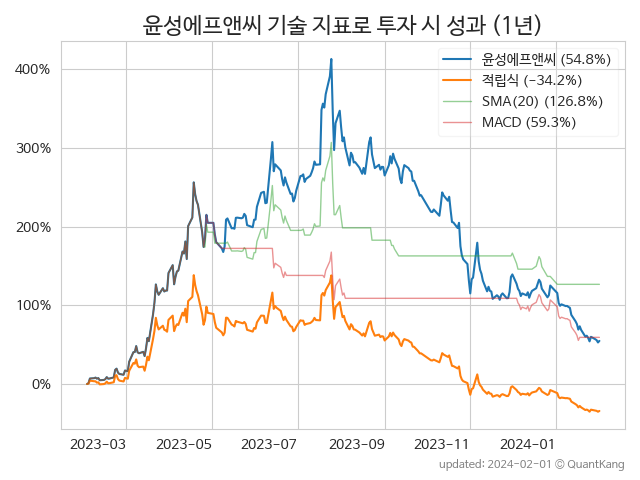 윤성에프앤씨 기술 지표로 투자 시 성과 (1년)
윤성에프앤씨 (54.8%)
적립식 (−34.2%)
SMA(20) (126.8%)
MACD (59.3%)
400%
300%
200%
100%
0%
2023-03 2023-05 2023-07 2023-09 2023-11 2024-01
updated: 2024-02-01 © QuantKang